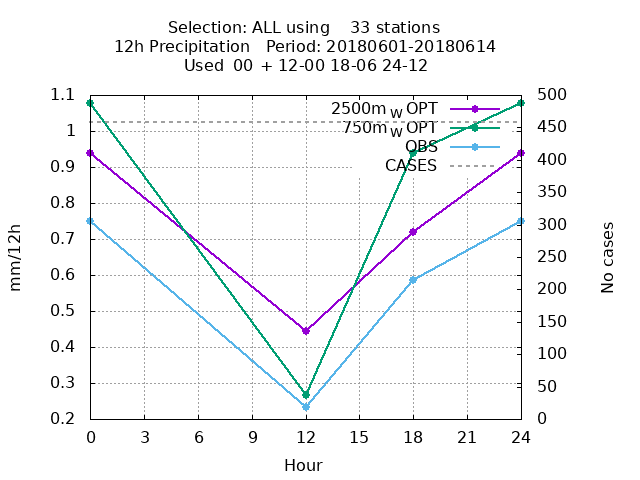 Selection: ALL using    33 stations
12h Precipitation   Period: 20180601-20180614
Used  00 + 12-00 18-06 24-12
1.1
1
0.9
0.8
0.7
0.6
0.5
0.4
0.3
0.2
500
450
400
350
300
250
200
150
100
50
0
2500m_W OPT
750m_W OPT
OBS
CASES
mm/12h
No cases
0 3 6 9 12 15 18 21 24
Hour